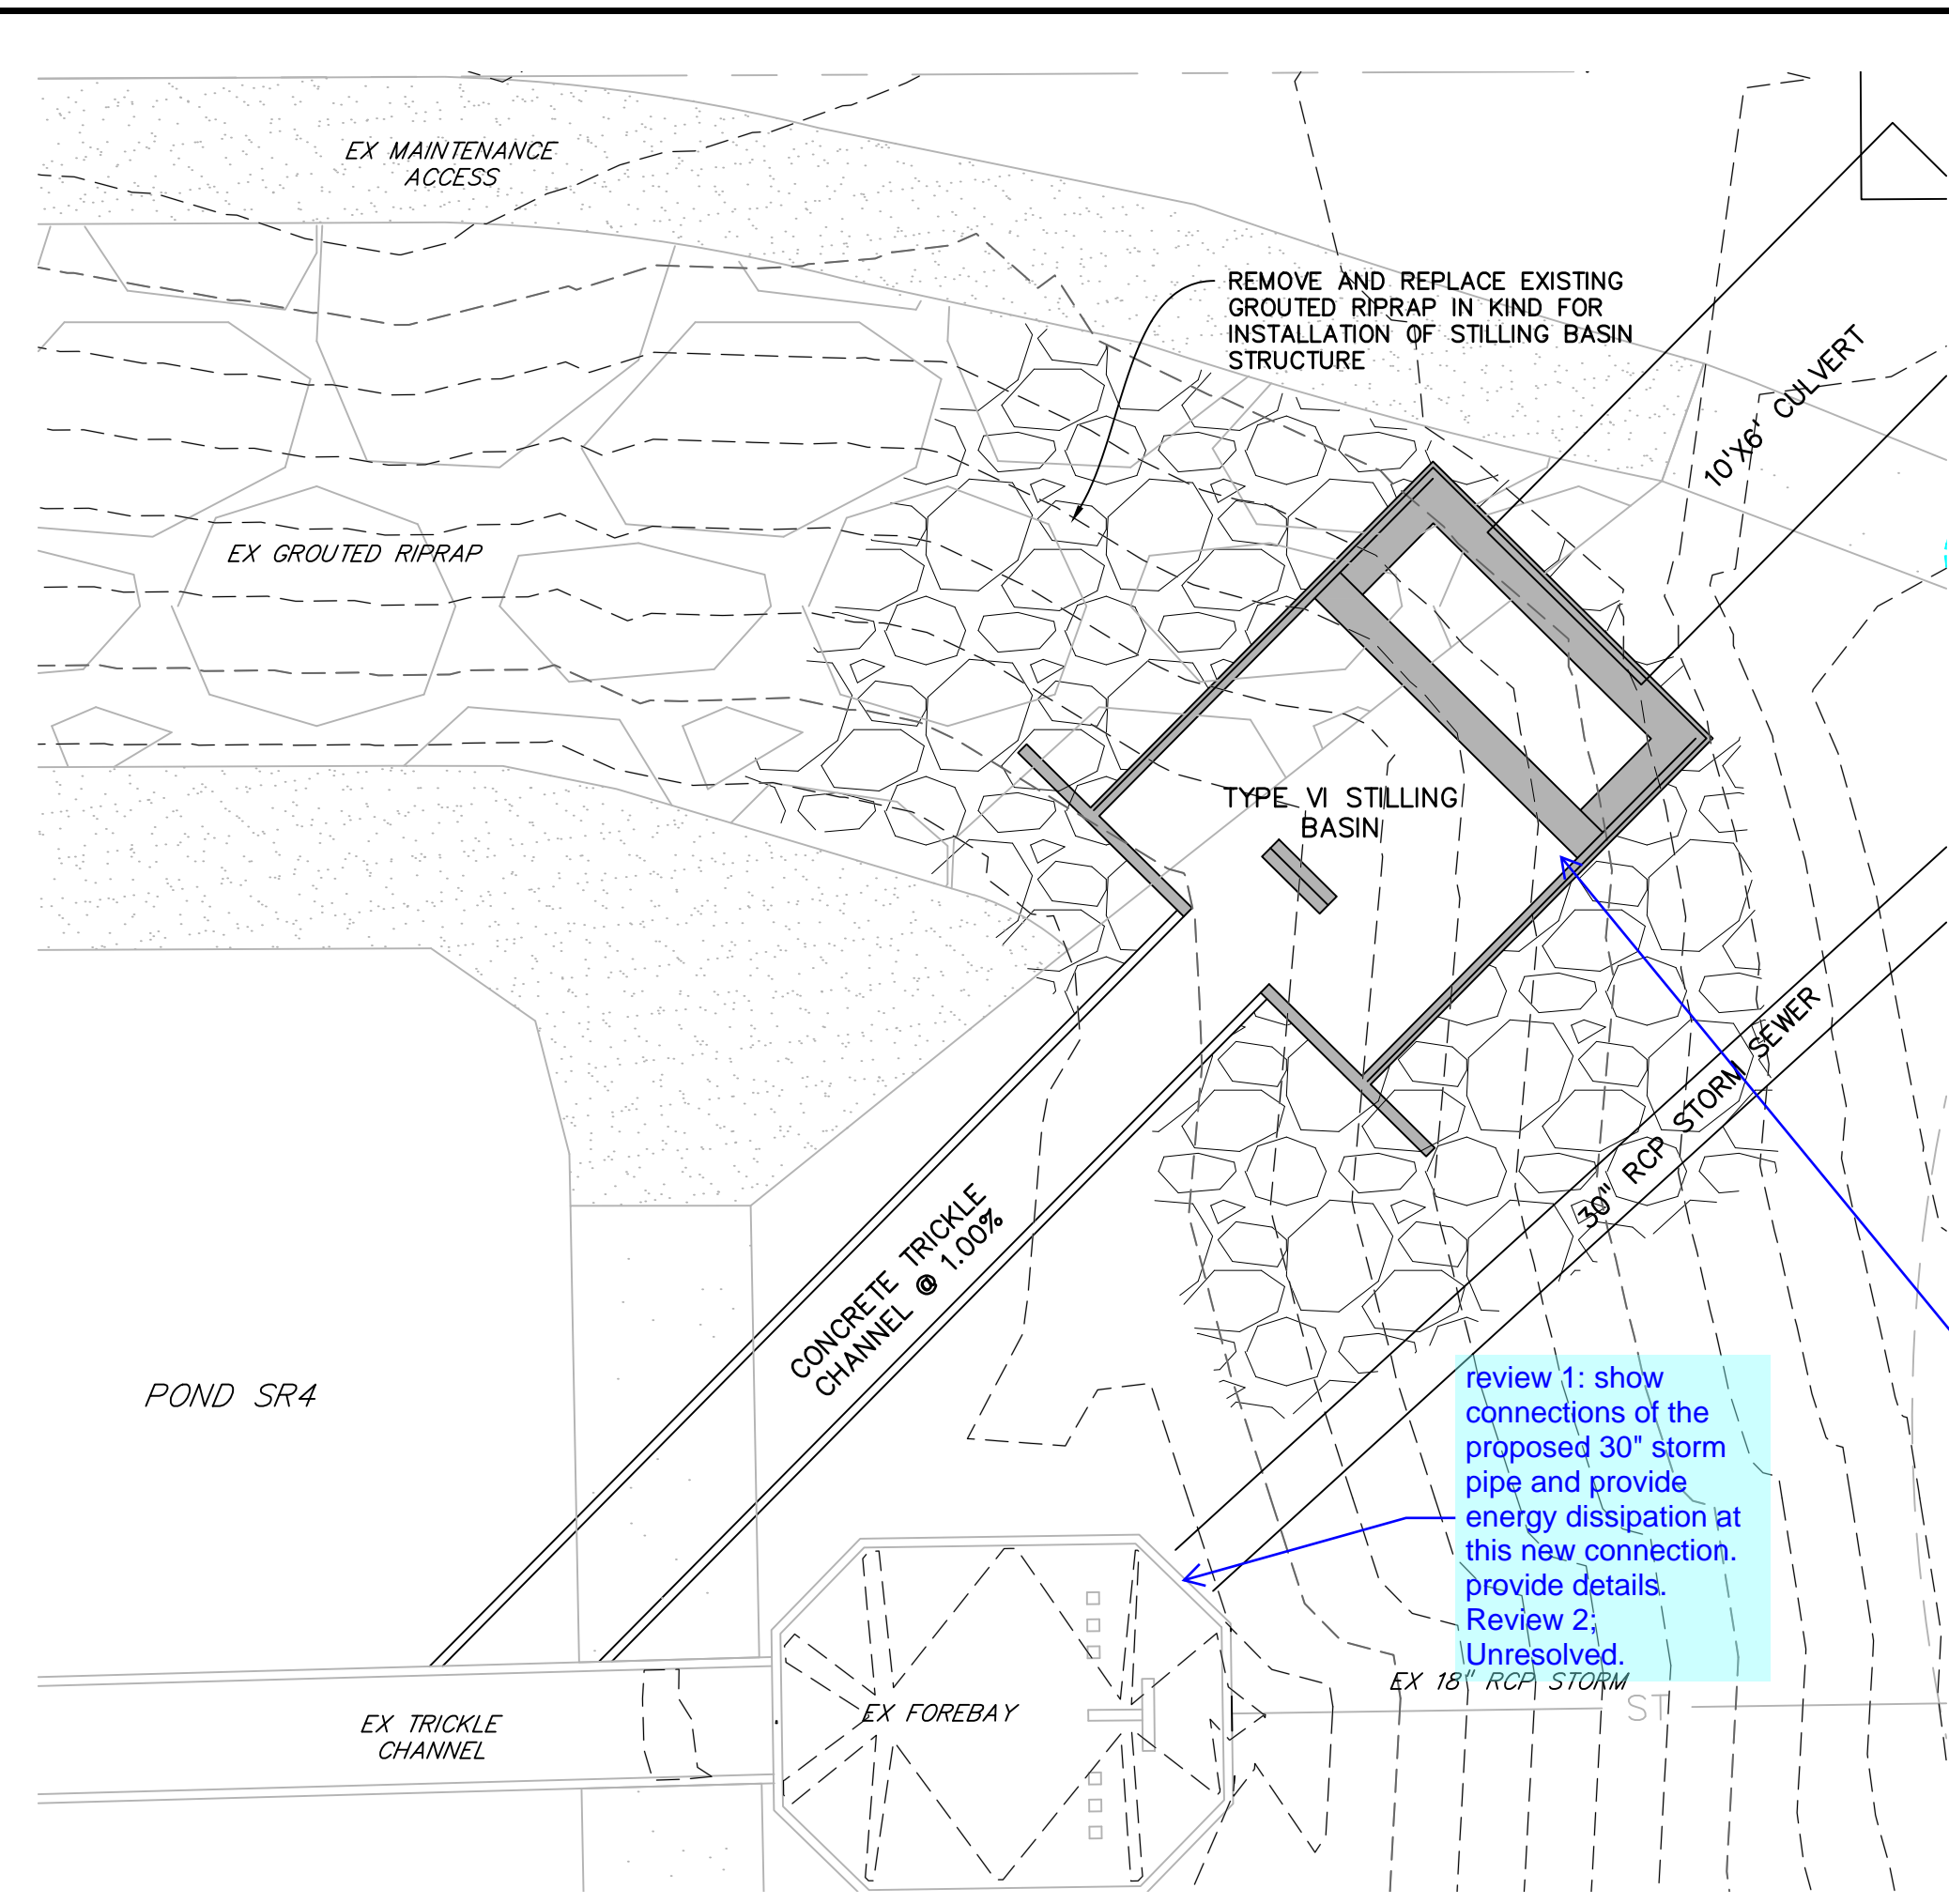 EX MAINTENANCE
ACCESS
REMOVE AND REPLACE EXISTING
GROUTED RIPRAP IN KIND FOR
INSTALLATION OF STILLING BASIN
STRUCTURE
10'X6' CULVERT
EX GROUTED RIPRAP
TYPE VI STILLING
BASIN
30" RCP STORM SEWER
CONCRETE TRICKLE
CHANNEL @ 1.00%
POND SR4
review 1: show
connections of the
proposed 30" storm
pipe and provide
energy dissipation at
this new connection.
provide details.
Review 2;
Unresolved.
EX 18" RCP STORM
ST
EX FOREBAY
EX TRICKLE
CHANNEL